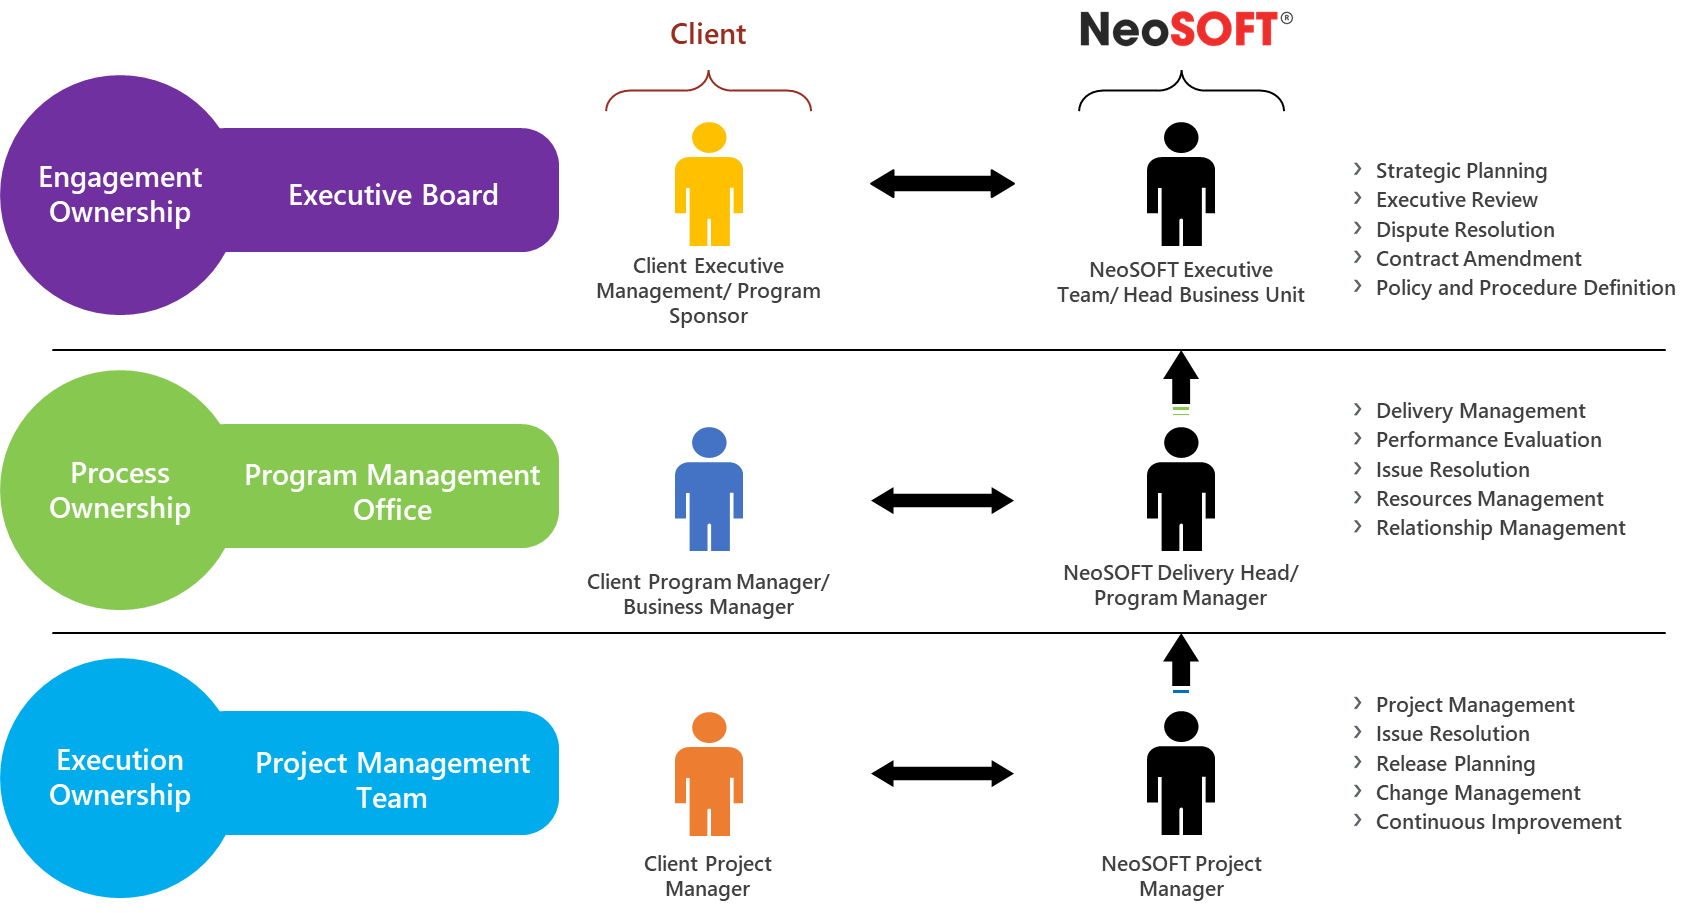 Client
NeoSOFT®
Engagement
Ownership
Executive Board
Client Executive
Management/ Program
Sponsor
NeoSOFT Executive
Team/ Head Business Unit
› Strategic Planning
› Executive Review
› Dispute Resolution
› Contract Amendment
› Policy and Procedure Definition
Process
Ownership
Program Management
Office
Client Program Manager/
Business Manager
NeoSOFT Delivery Head/
Program Manager
› Delivery Management
› Performance Evaluation
› Issue Resolution
› Resources Management
› Relationship Management
Execution
Ownership
Project Management
Team
Client Project
Manager
NeoSOFT Project
Manager
› Project Management
› Issue Resolution
› Release Planning
› Change Management
› Continuous Improvement